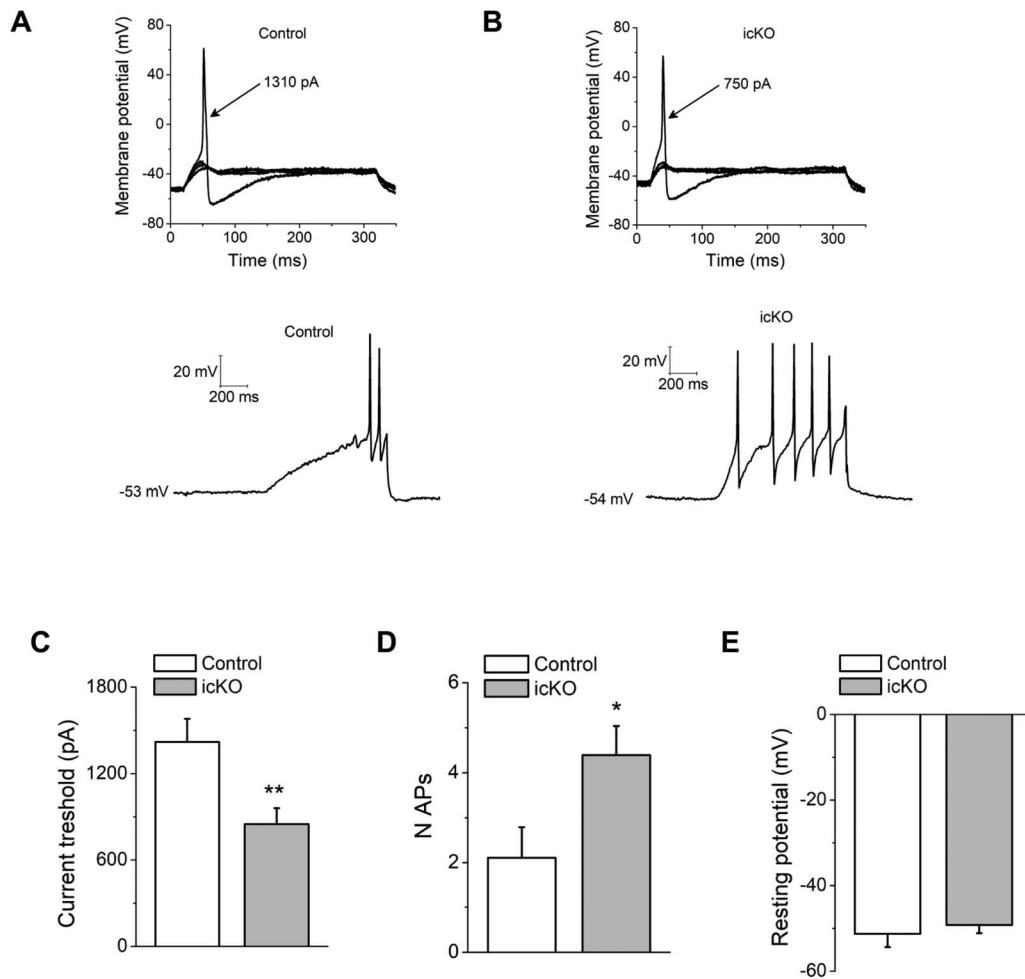 A
Control
1310 pA
Membrane potential (mV)
80
40
0
-40
-80
0 100 200 300
Time (ms)
B
icKO
750 pA
Membrane potential (mV)
80
40
0
-40
-80
0 100 200 300
Time (ms)
Control
20 mV
200 ms
-53 mV
icKO
20 mV
200 ms
-54 mV
C
Control
icKO
Current treshold (pA)
1800
1200
600
0
**
D
Control
icKO
N APs
6
4
2
0
*
E
Control
icKO
Resting potential (mV)
0
-20
-40
-50
-60